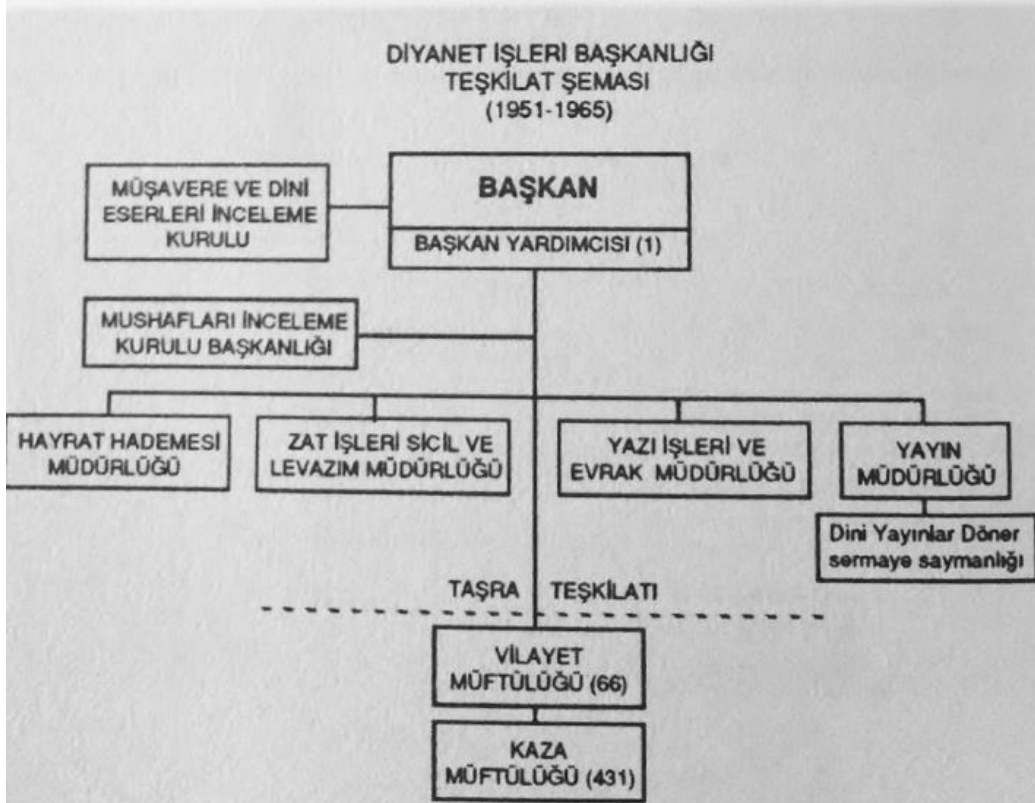 DİYANET İŞLERİ BAŞKANLIĞI
TEŞKİLAT ŞEMASI
(1951-1965)
BAŞKAN
BAŞKAN YARDIMCISI (1)
MÜŞAVERE VE DİNİ
ESERLERİ İNCELEME
KURULU
MUSHAFLARI İNCELEME
KURULU BAŞKANLIĞI
HAYRAT HADEMESİ
MÜDÜRLÜĞÜ
ZAT İŞLERİ SİCİL VE
LEVAZIM MÜDÜRLÜĞÜ
YAZI İŞLERİ VE
EVRAK MÜDÜRLÜĞÜ
YAYIN
MÜDÜRLÜĞÜ
Dini Yayınlar Döner
sermaye saymanlığı
TAŞRA TEŞKİLATI
VİLAYET
MÜFTÜLÜĞÜ (66)
KAZA
MÜFTÜLÜĞÜ (431)